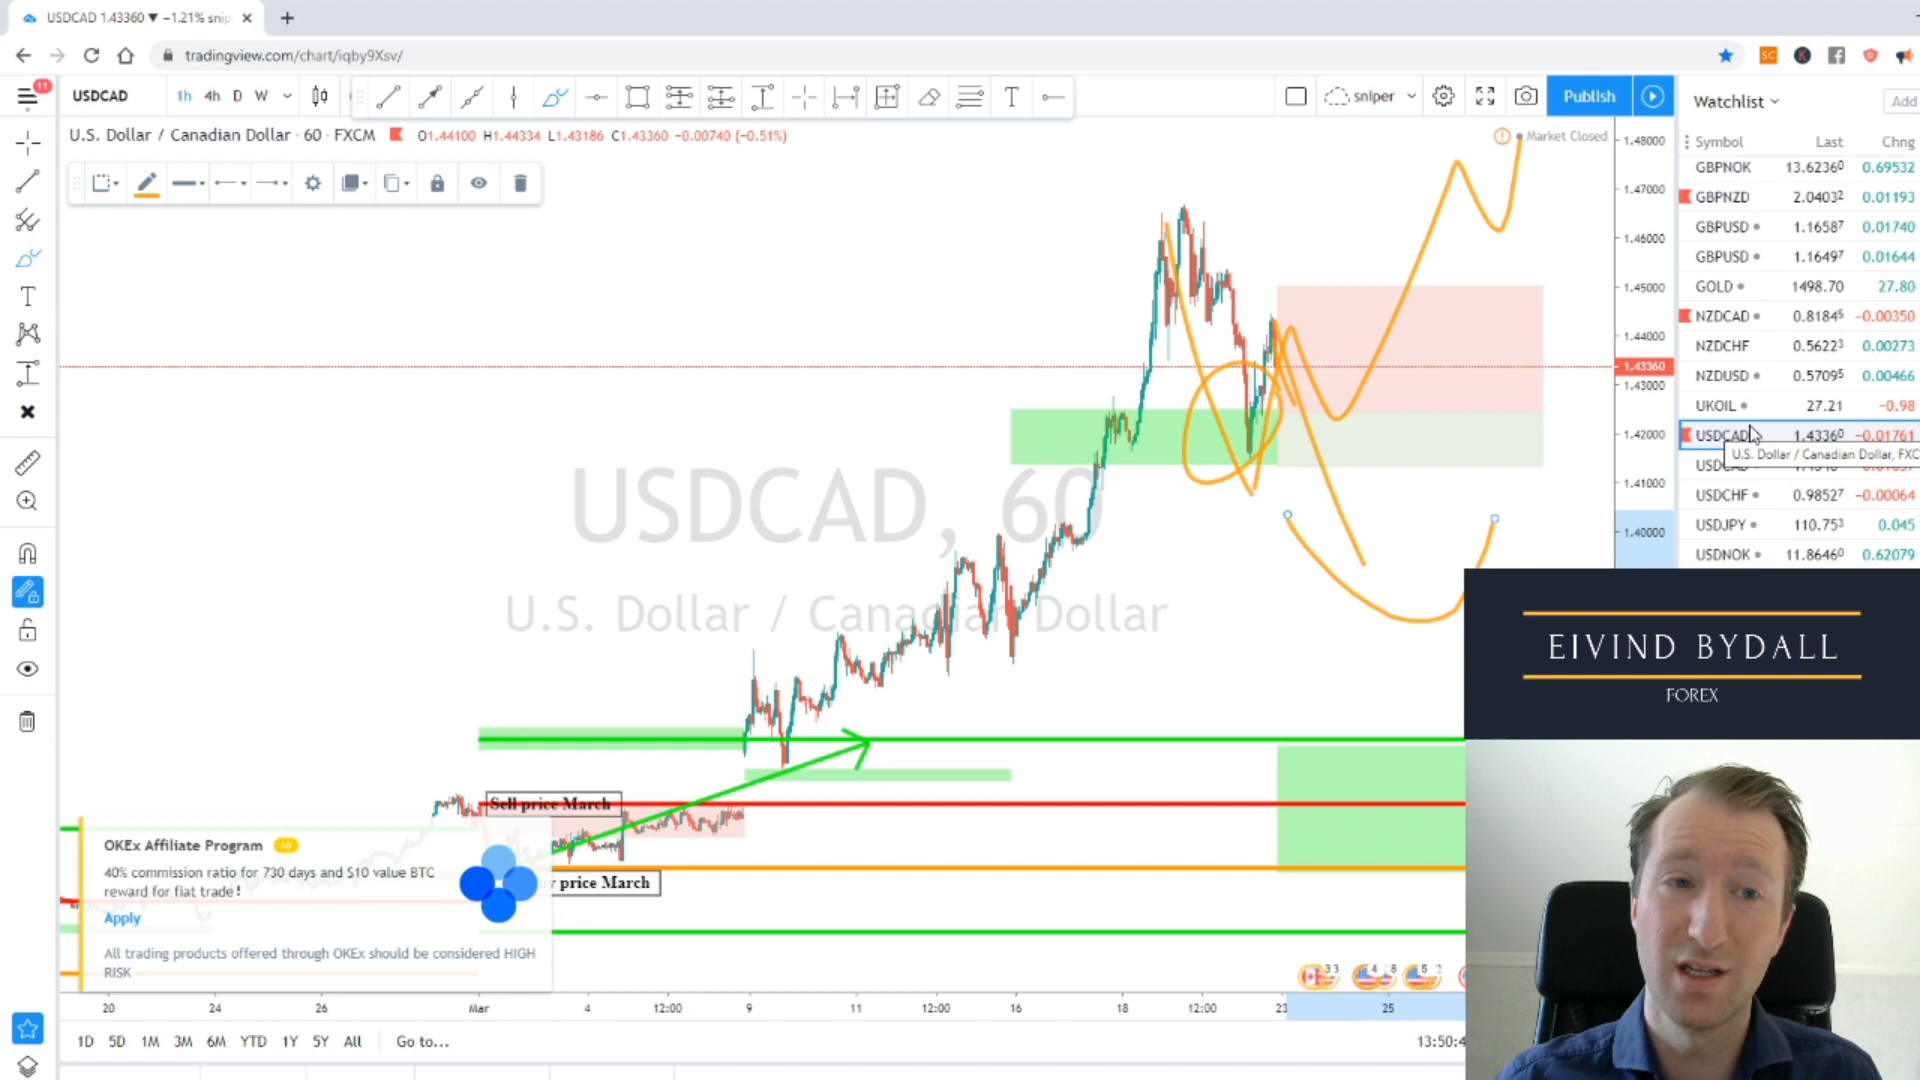 USDCAD 1.43360 ▼ −1.21% snip
tradingview.com/chart/iqby9Xsv/
11
USDCAD
1h 4h D W
sniper
Publish
Watchlist
Add
U.S. Dollar / Canadian Dollar · 60 · FXCM O1.44100 H1.44334 L1.43186 C1.43360 −0.00740 (−0.51%)
Market Closed
Symbol Last Chng
GBPNOK 13.6236⁰ 0.69532
GBPNZD 2.0403² 0.01193
GBPUSD 1.1658⁷ 0.01740
GBPUSD 1.1649⁷ 0.01644
GOLD 1498.70 27.80
NZDCAD 0.8184⁵ −0.00350
NZDCHF 0.5622³ 0.00273
NZDUSD 0.5709⁵ 0.00466
UKOIL 27.21 −0.98
USDCAD 1.4336⁰ −0.01761
U.S. Dollar / Canadian Dollar, FXC
USDCHF 0.9852⁷ −0.00064
USDJPY 110.75³ 0.045
USDNOK 11.8646⁰ 0.62079
1.48000
1.47000
1.46000
1.45000
1.44000
1.43360
1.43000
1.42000
1.41000
1.40000
USDCAD, 60
U.S. Dollar / Canadian Dollar
EIVIND BYDALL
FOREX
Sell price March
y price March
OKEx Affiliate Program AD
40% commission ratio for 730 days and $10 value BTC
reward for fiat trade!
Apply
All trading products offered through OKEx should be considered HIGH
RISK
20 24 26 Mar 4 12:00 9 11 12:00 16 18 12:00 23 25
1D 5D 1M 3M 6M YTD 1Y 5Y All Go to...
13:50:4